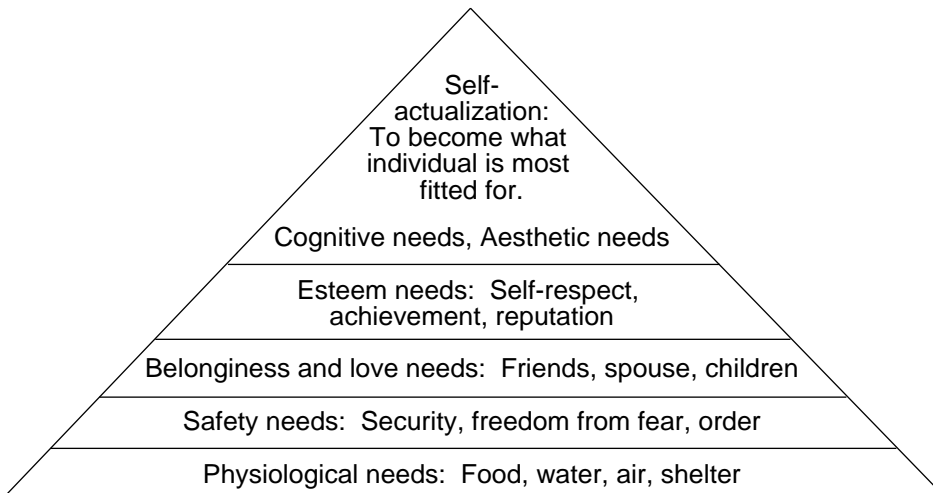 Self-
actualization:
To become what
individual is most
fitted for.
Cognitive needs, Aesthetic needs
Esteem needs:  Self-respect,
achievement, reputation
Belonginess and love needs:  Friends, spouse, children
Safety needs:  Security, freedom from fear, order
Physiological needs:  Food, water, air, shelter